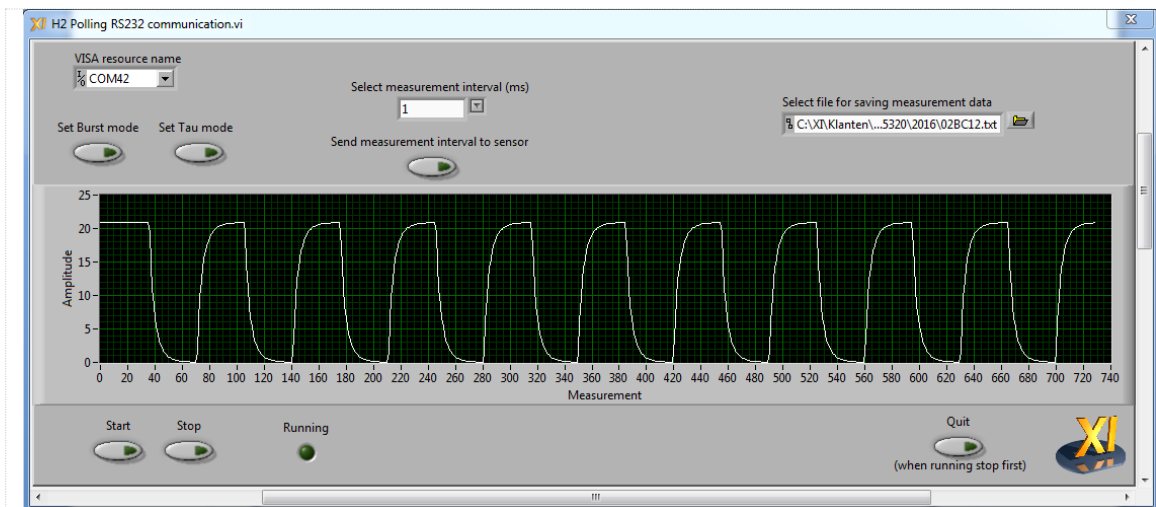 XI H2 Polling RS232 communication.vi
VISA resource name
I/O COM42
Select measurement interval (ms)
1
Select file for saving measurement data
C:\XI\Klanten\...5320\2016\02BC12.txt
Set Burst mode Set Tau mode
Send measurement interval to sensor
25
20
15
10
5
0
Amplitude
0 20 40 60 80 100 120 140 160 180 200 220 240 260 280 300 320 340 360 380 400 420 440 460 480 500 520 540 560 580 600 620 640 660 680 700 720 740
Measurement
Start Stop Running Quit
(when running stop first)
XI